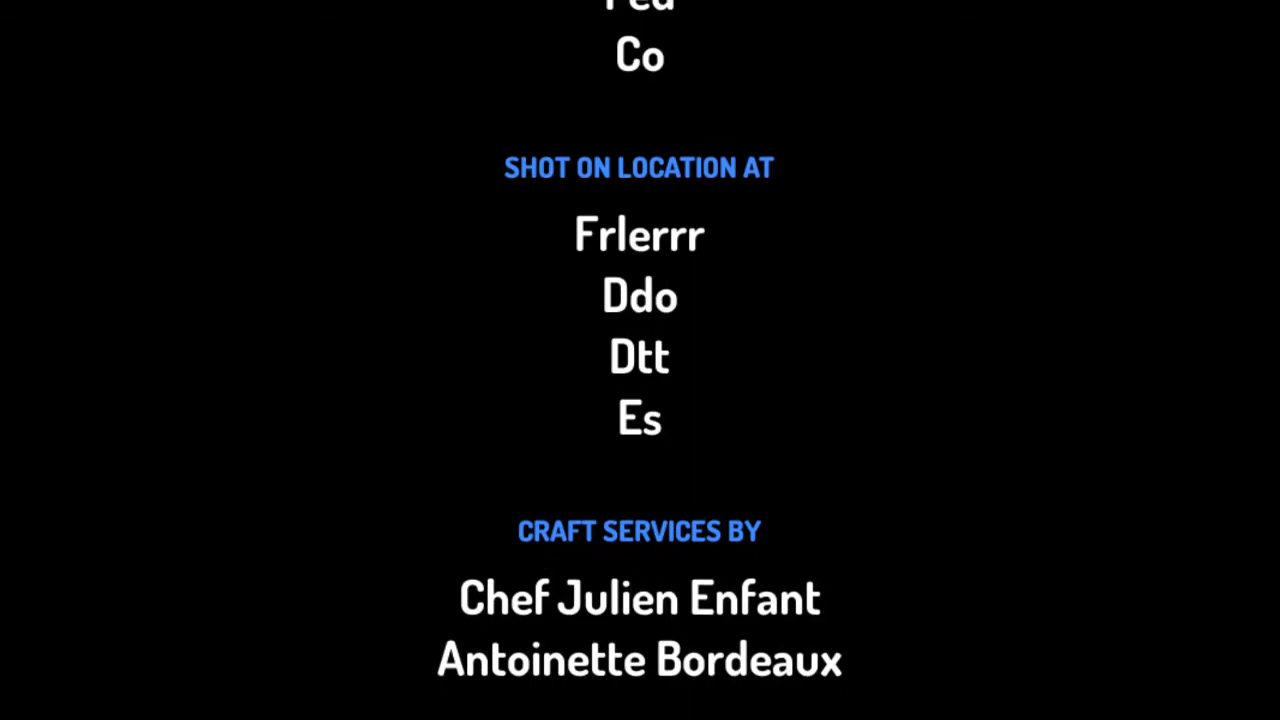 Co
SHOT ON LOCATION AT
Frlerrr
Ddo
Dtt
Es
CRAFT SERVICES BY
Chef Julien Enfant
Antoinette Bordeaux